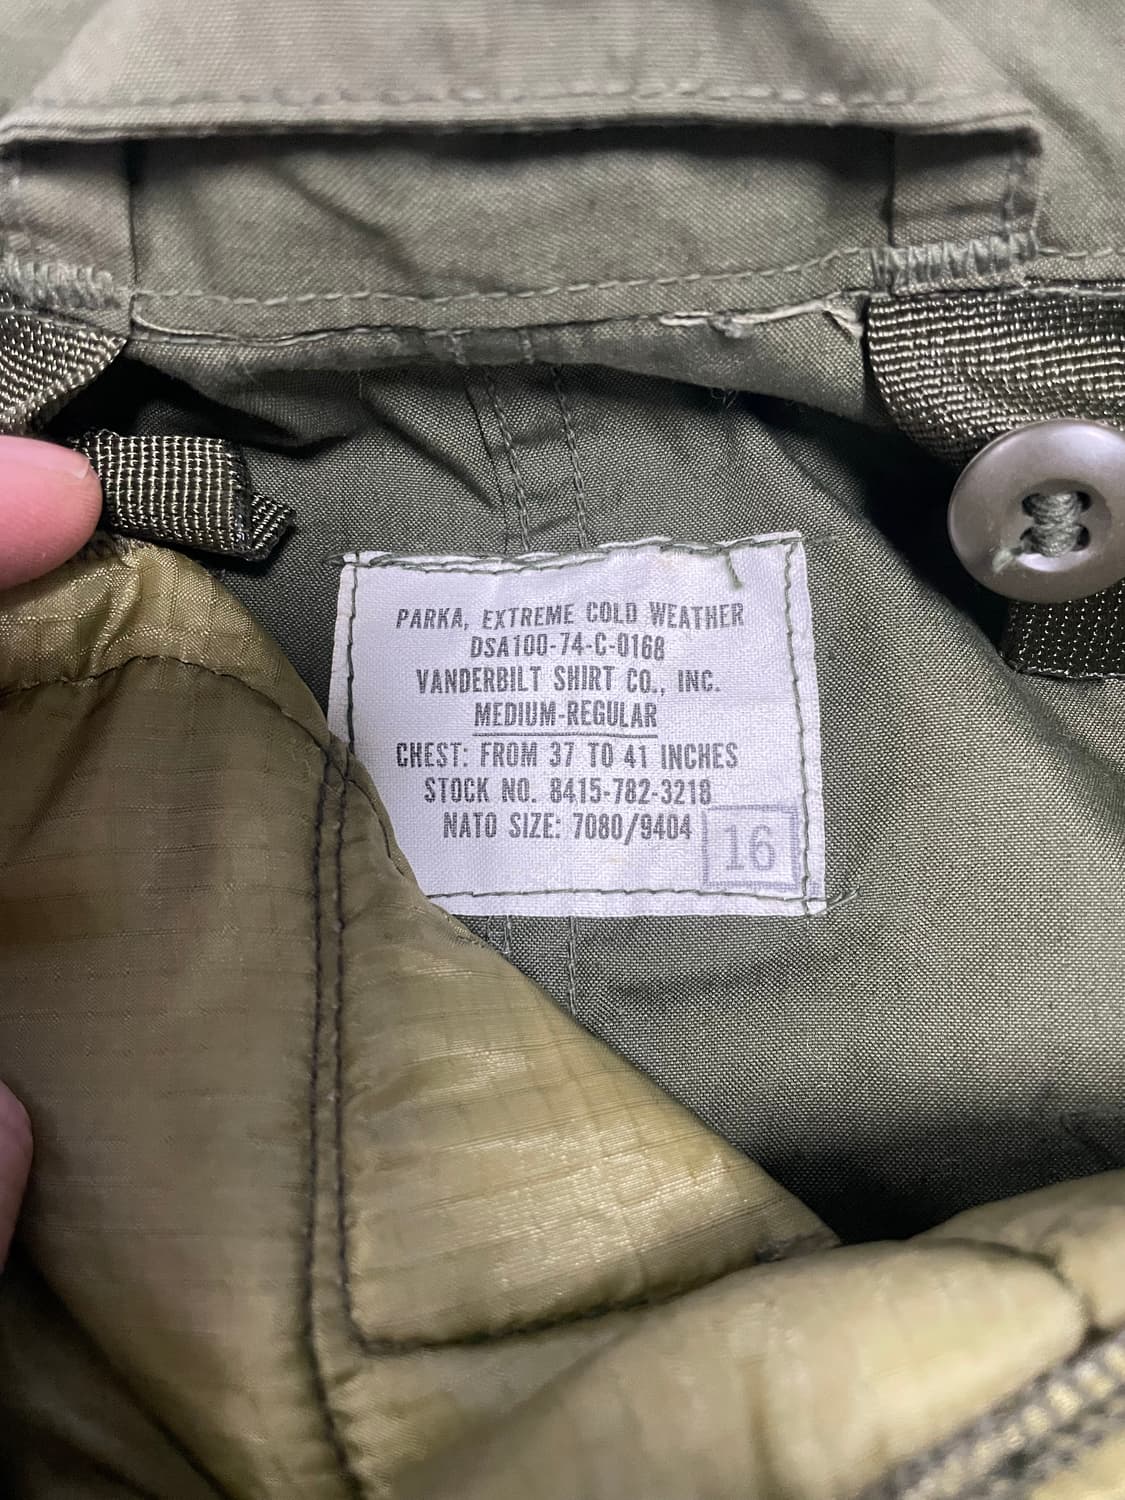 PARKA, EXTREME COLD WEATHER
DSA100-74-C-0168
VANDERBILT SHIRT CO., INC.
MEDIUM-REGULAR
CHEST: FROM 37 TO 41 INCHES
STOCK NO. 8415-782-3218
NATO SIZE: 7080/9404
16